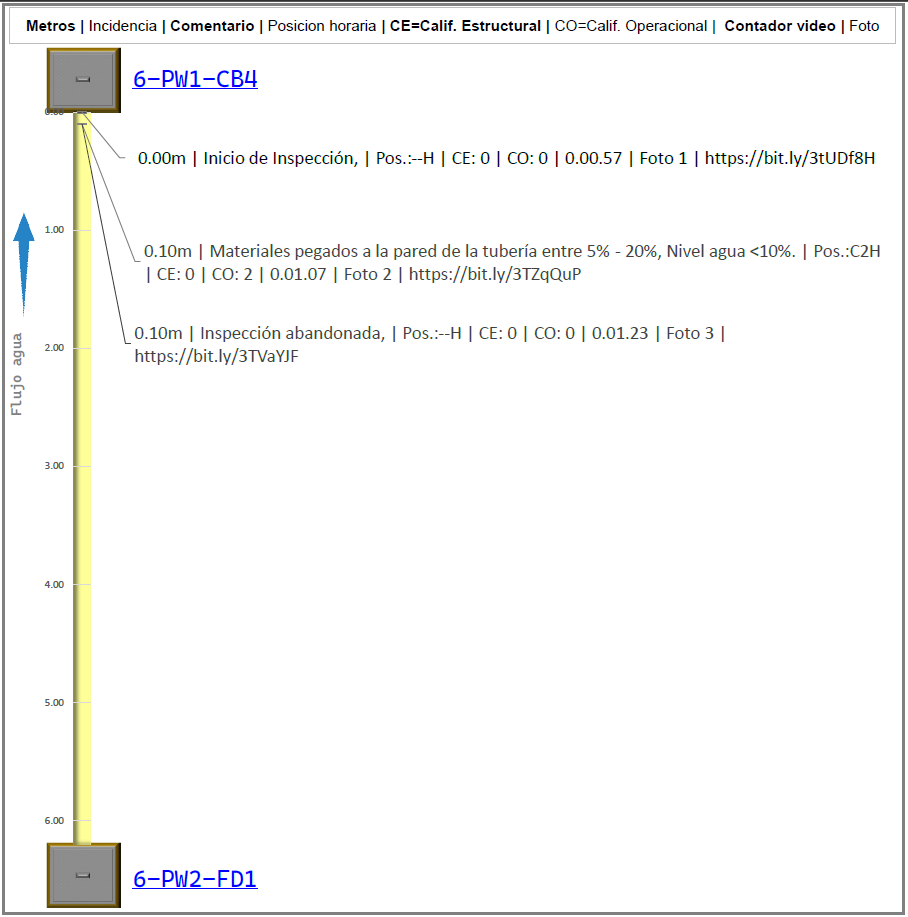 Metros | Incidencia | Comentario | Posicion horaria | CE=Calif. Estructural | CO=Calif. Operacional | Contador video | Foto
6-PW1-CB4
0.00
0.00m | Inicio de Inspección, | Pos.:--H | CE: 0 | CO: 0 | 0.00.57 | Foto 1 | https://bit.ly/3tUDf8H
1.00
0.10m | Materiales pegados a la pared de la tubería entre 5% - 20%, Nivel agua <10%. | Pos.:C2H
| CE: 0 | CO: 2 | 0.01.07 | Foto 2 | https://bit.ly/3TZqQuP
0.10m | Inspección abandonada, | Pos.:--H | CE: 0 | CO: 0 | 0.01.23 | Foto 3 |
https://bit.ly/3TVaYJF
2.00
Flujo agua
3.00
4.00
5.00
6.00
6-PW2-FD1